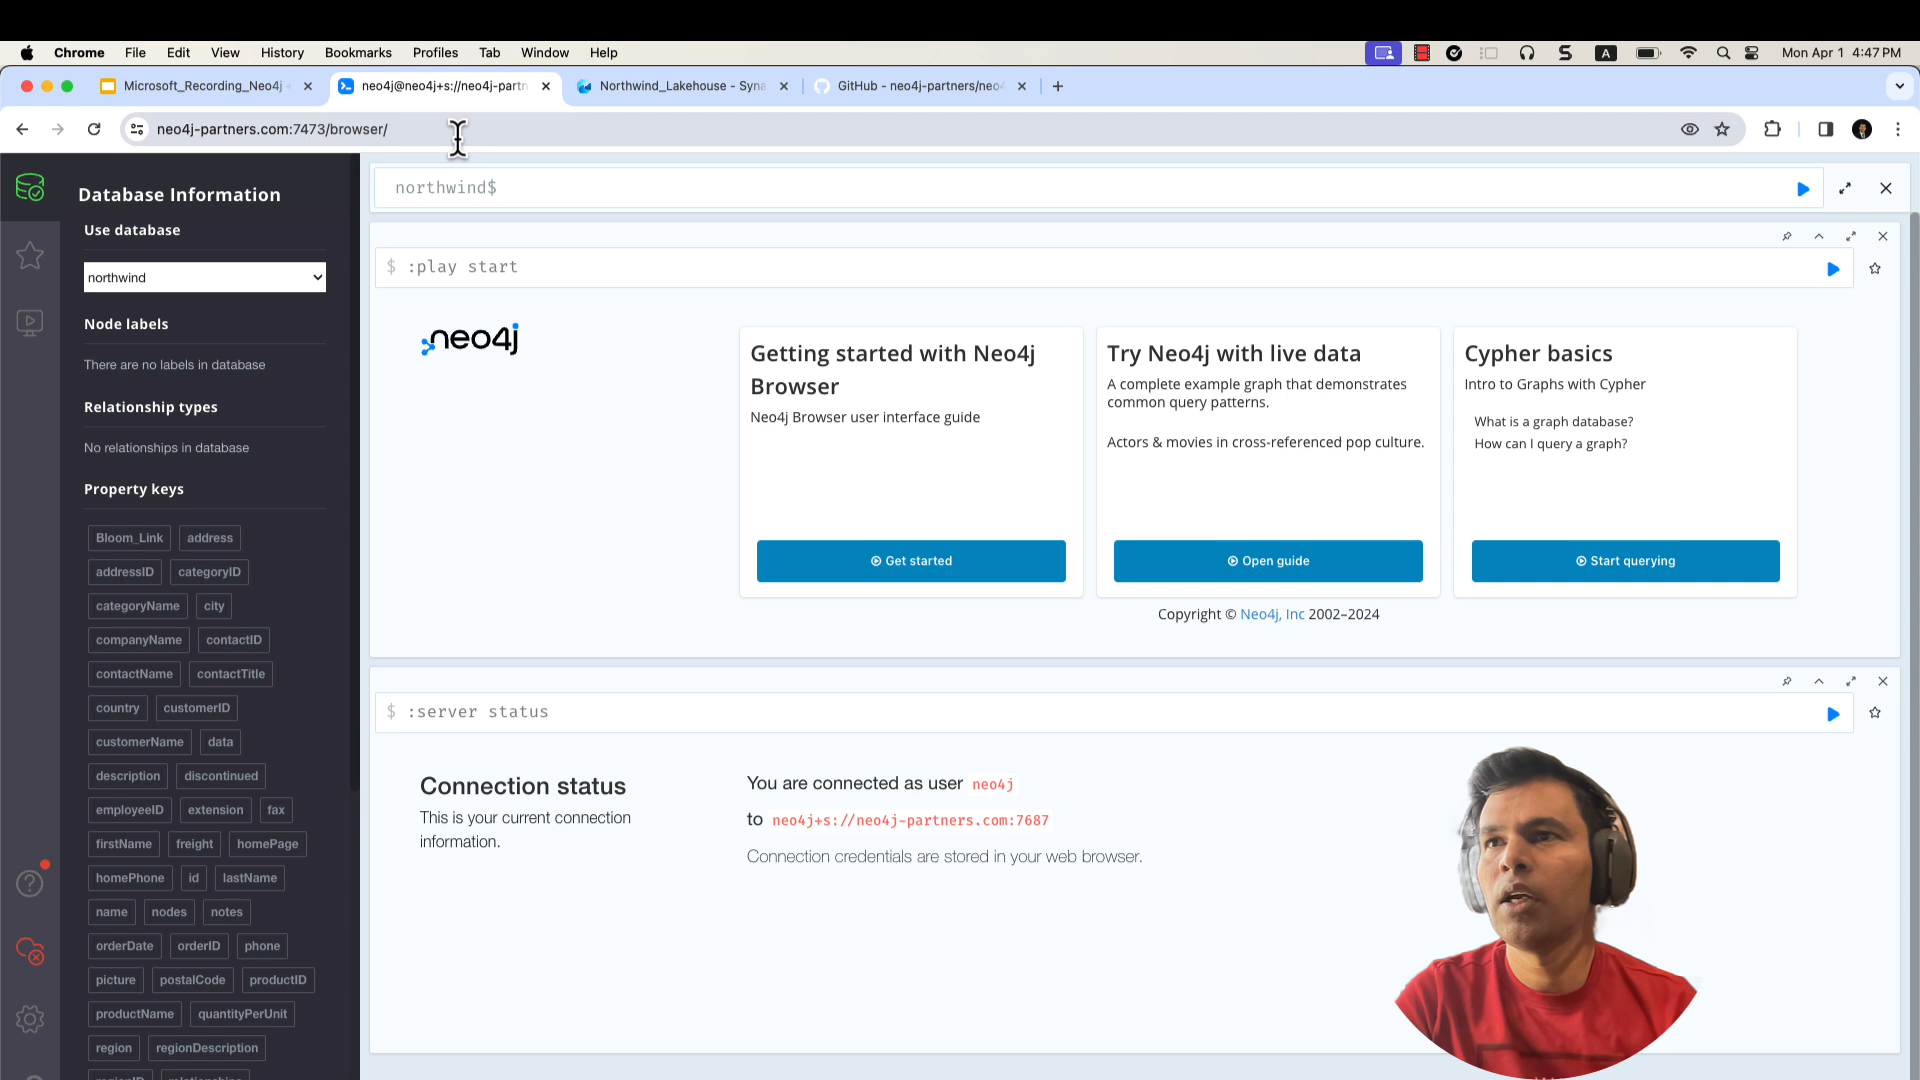 Chrome File Edit View History Bookmarks Profiles Tab Window Help
A
Mon Apr 1 4:47 PM
Microsoft_Recording_Neo4j
neo4j@neo4j+s://neo4j-partn
Northwind_Lakehouse - Syna
GitHub - neo4j-partners/neo4
neo4j-partners.com:7473/browser/
Database Information
Use database
northwind
Node labels
There are no labels in database
Relationship types
No relationships in database
Property keys
Bloom_Link address
addressID categoryID
categoryName city
companyName contactID
contactName contactTitle
country customerID
customerName data
description discontinued
employeeID extension fax
firstName freight homePage
homePhone id lastName
name nodes notes
orderDate orderID phone
picture postalCode productID
productName quantityPerUnit
region regionDescription
northwind$
$ :play start
neo4j
Getting started with Neo4j
Browser
Neo4j Browser user interface guide
Get started
Try Neo4j with live data
A complete example graph that demonstrates
common query patterns.
Actors & movies in cross-referenced pop culture.
Open guide
Cypher basics
Intro to Graphs with Cypher
What is a graph database?
How can I query a graph?
Start querying
Copyright © Neo4j, Inc 2002–2024
$ :server status
Connection status
This is your current connection
information.
You are connected as user neo4j
to neo4j+s://neo4j-partners.com:7687
Connection credentials are stored in your web browser.